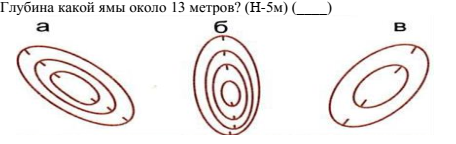 Глубина какой ямы около 13 метров? (Н-5м) (____)
а б в